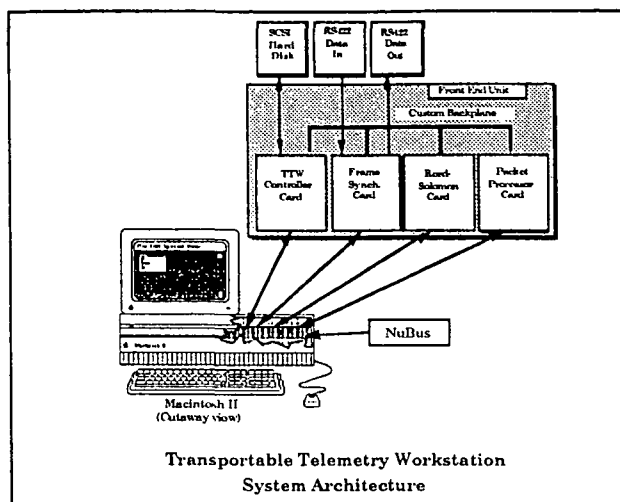 SCSI
Hard
Disk
RS422
Data
In
RS422
Data
Out
Front End Unit
Custom Backplane
TTW
Controller
Card
Frame
Synch.
Card
Reed-
Solomon
Card
Packet
Processor
Card
NuBus
Macintosh II
(Cutaway view)
Transportable Telemetry Workstation
System Architecture